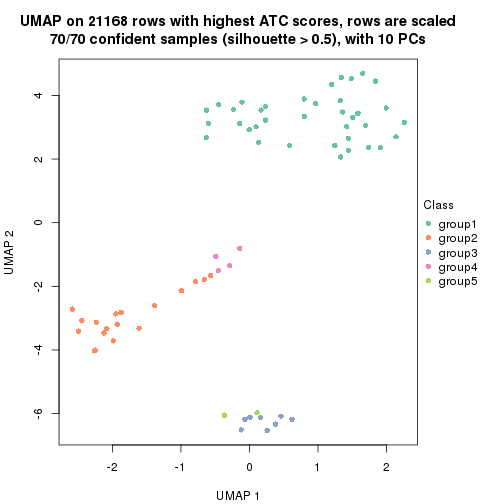 UMAP on 21168 rows with highest ATC scores, rows are scaled
70/70 confident samples (silhouette > 0.5), with 10 PCs
4
2
0
-2
-4
-6
UMAP 2
-2
-1
0
1
2
UMAP 1
Class
group1
group2
group3
group4
group5